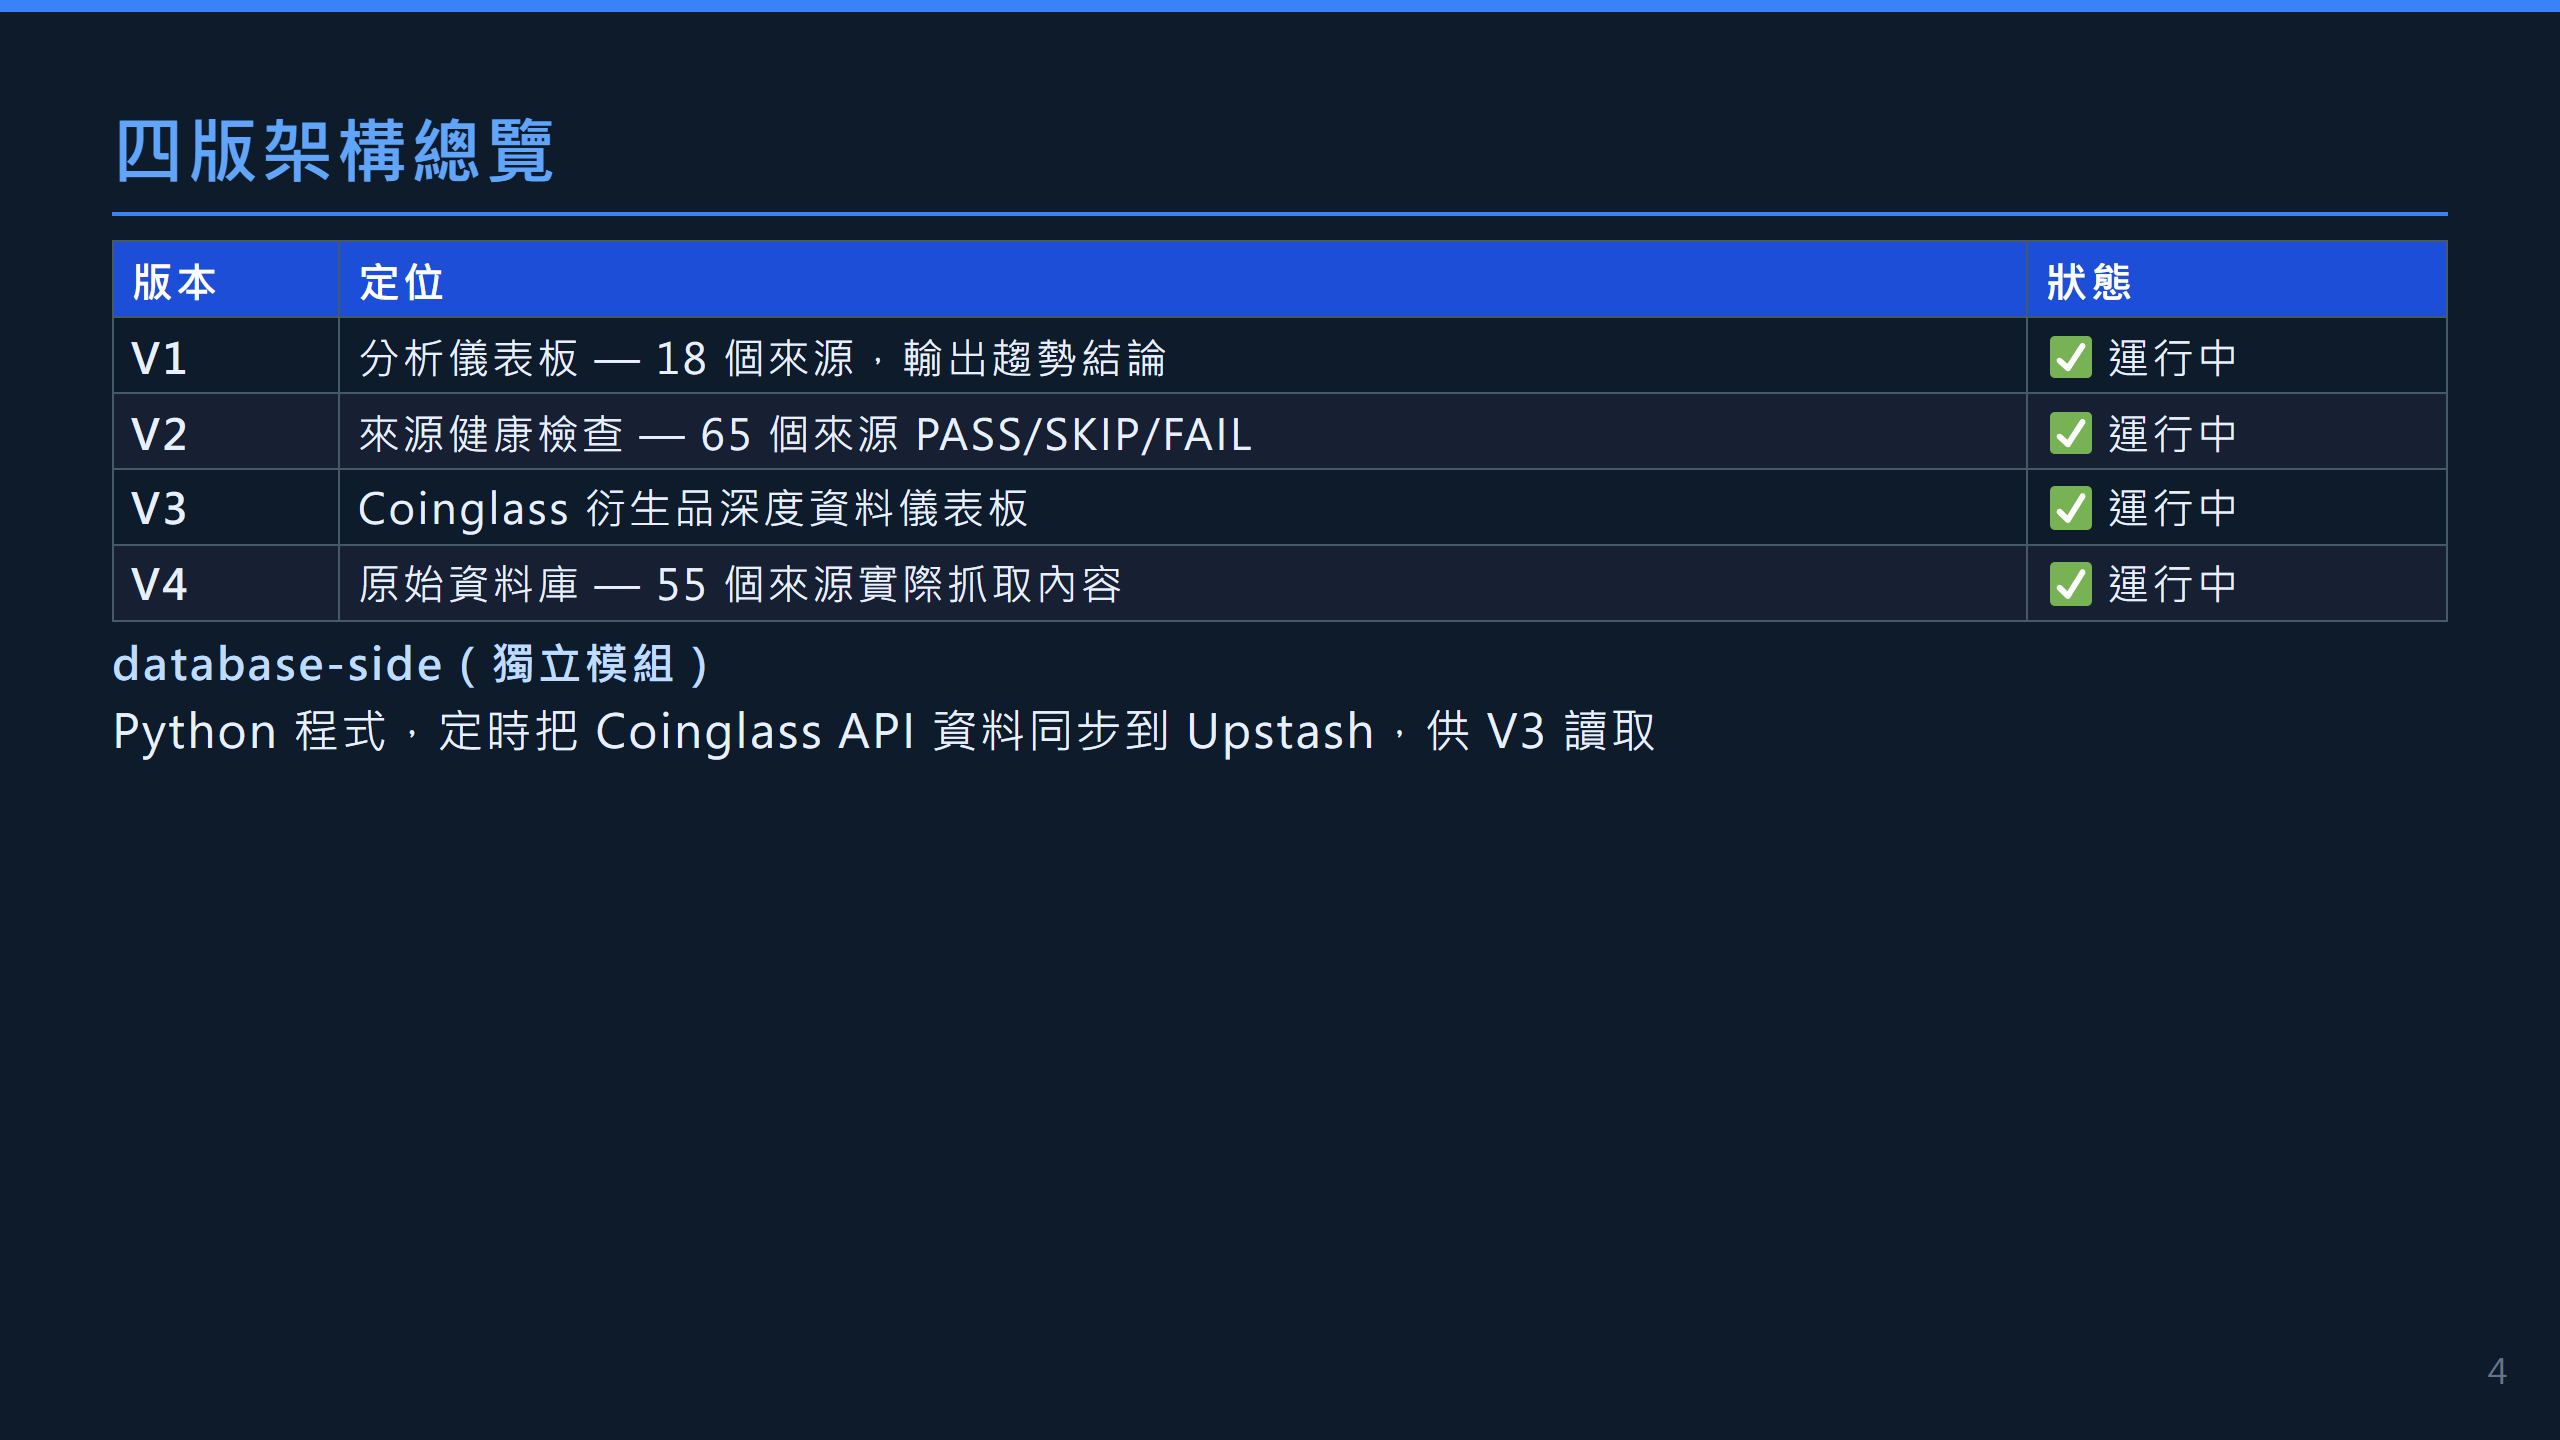 四版架構總覽
版本 定位 狀態
V1 分析儀表板 — 18 個來源，輸出趨勢結論 ✅ 運行中
V2 來源健康檢查 — 65 個來源 PASS/SKIP/FAIL ✅ 運行中
V3 Coinglass 衍生品深度資料儀表板 ✅ 運行中
V4 原始資料庫 — 55 個來源實際抓取內容 ✅ 運行中
database-side（獨立模組）
Python 程式，定時把 Coinglass API 資料同步到 Upstash，供 V3 讀取
4